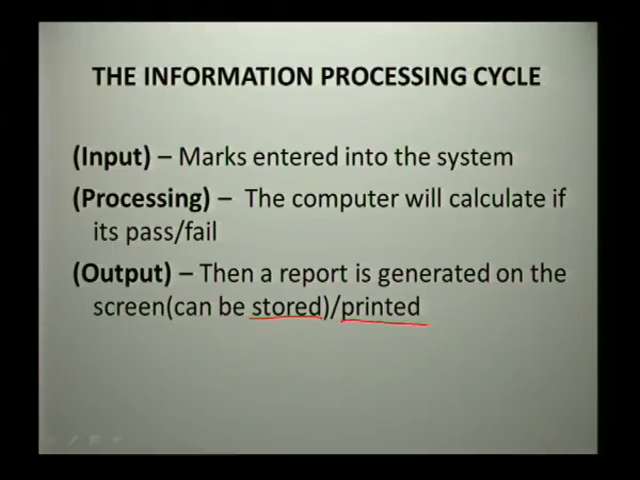 THE INFORMATION PROCESSING CYCLE
(Input) – Marks entered into the system
(Processing) – The computer will calculate if
its pass/fail
(Output) – Then a report is generated on the
screen(can be stored)/printed